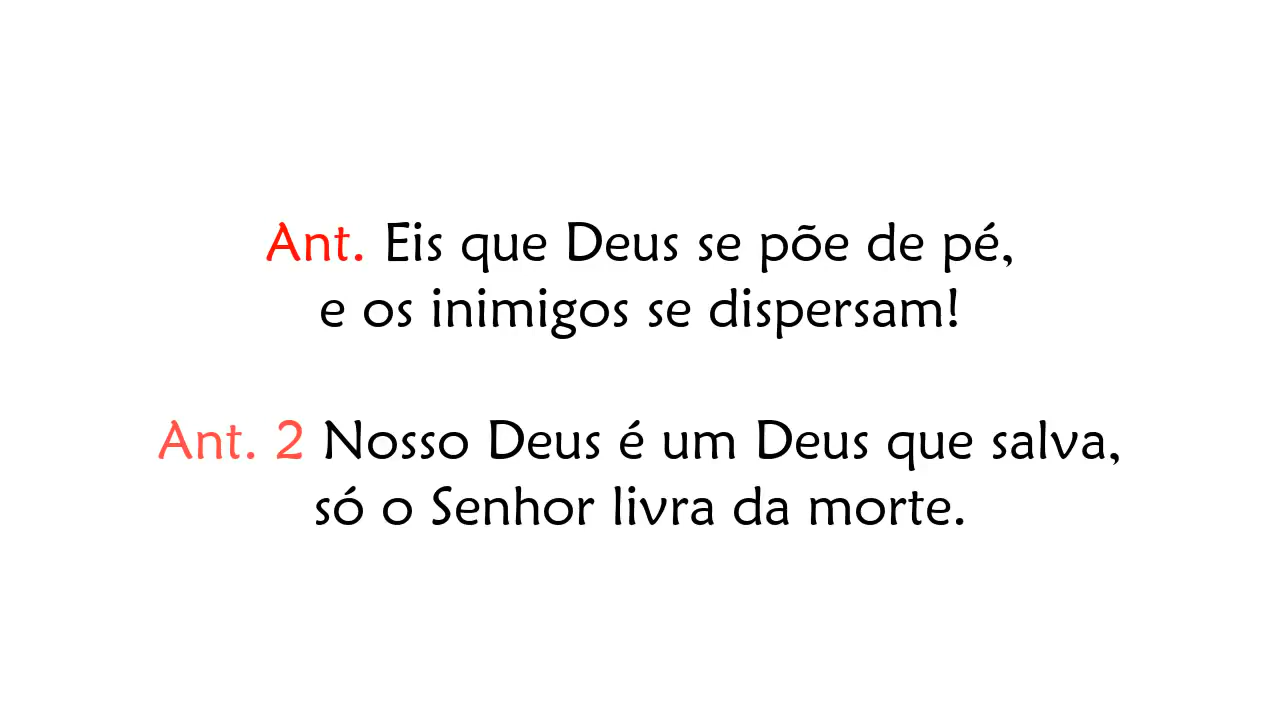 Ant. Eis que Deus se põe de pé,
e os inimigos se dispersam!
Ant. 2 Nosso Deus é um Deus que salva,
só o Senhor livra da morte.